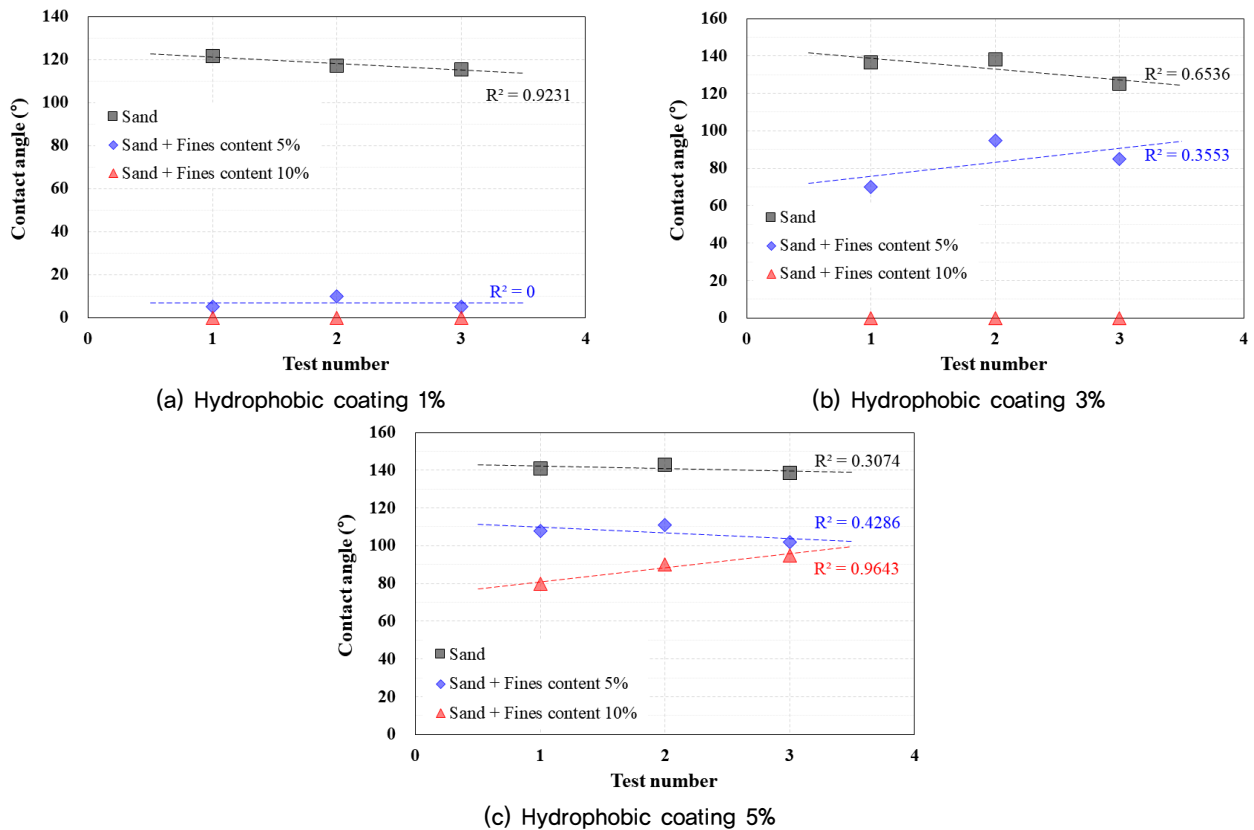 140
120
100
80
60
40
20
0
Contact angle (°)
R² = 0.9231
Sand
Sand + Fines content 5%
Sand + Fines content 10%
R² = 0
0 1 2 3 4
Test number
(a) Hydrophobic coating 1%
160
140
120
100
80
60
40
20
0
Contact angle (°)
R² = 0.6536
R² = 0.3553
Sand
Sand + Fines content 5%
Sand + Fines content 10%
0 1 2 3 4
Test number
(b) Hydrophobic coating 3%
160
140
120
100
80
60
40
20
0
Contact angle (°)
R² = 0.3074
R² = 0.4286
R² = 0.9643
Sand
Sand + Fines content 5%
Sand + Fines content 10%
0 1 2 3 4
Test number
(c) Hydrophobic coating 5%